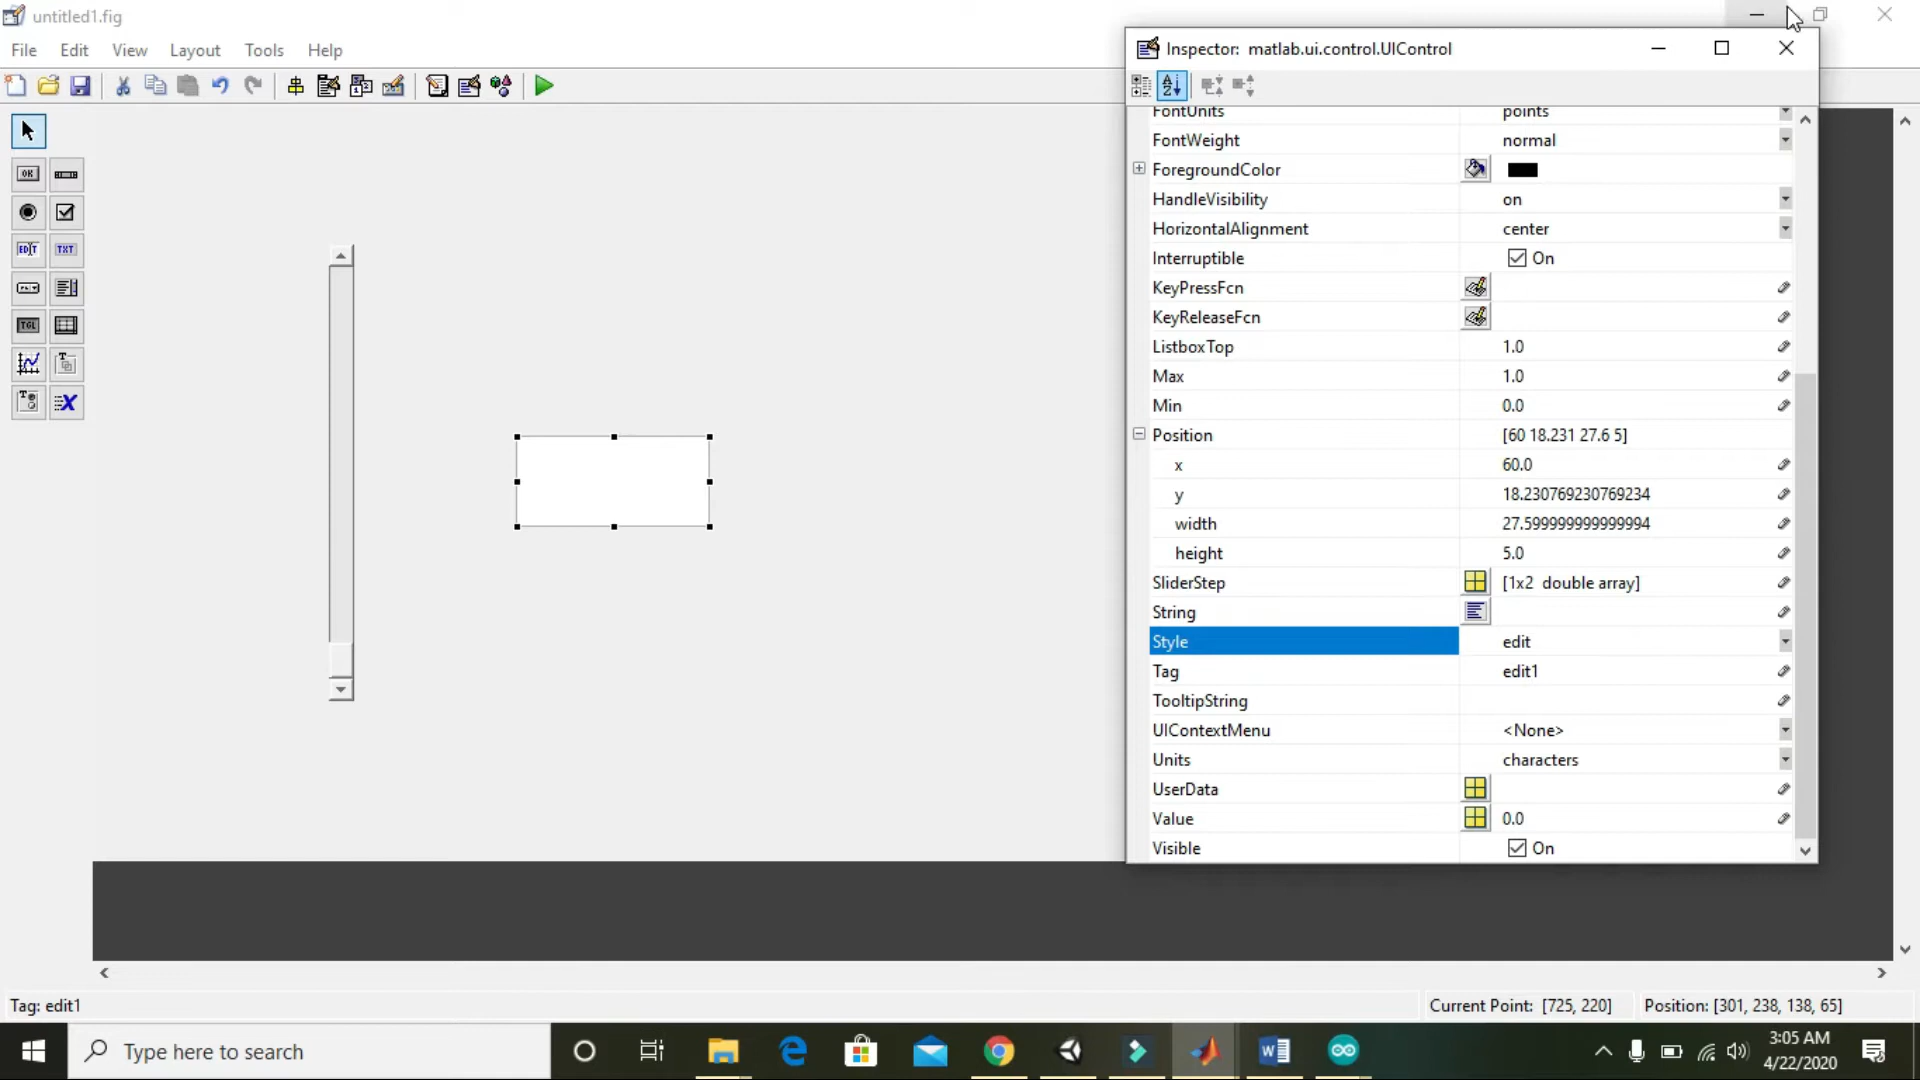 untitled1.fig
File Edit View Layout Tools Help
Inspector: matlab.ui.control.UIControl
FontUnits points
FontWeight normal
ForegroundColor
HandleVisibility on
HorizontalAlignment center
Interruptible On
KeyPressFcn
KeyReleaseFcn
ListboxTop 1.0
Max 1.0
Min 0.0
Position [60 18.231 27.6 5]
x 60.0
y 18.230769230769234
width 27.599999999999994
height 5.0
SliderStep [1x2 double array]
String
Style edit
Tag edit1
TooltipString
UIContextMenu <None>
Units characters
UserData
Value 0.0
Visible On
OK
EDIT TXT
TGL
Tag: edit1 Current Point: [725, 220] Position: [301, 238, 138, 65]
Type here to search
3:05 AM
4/22/2020